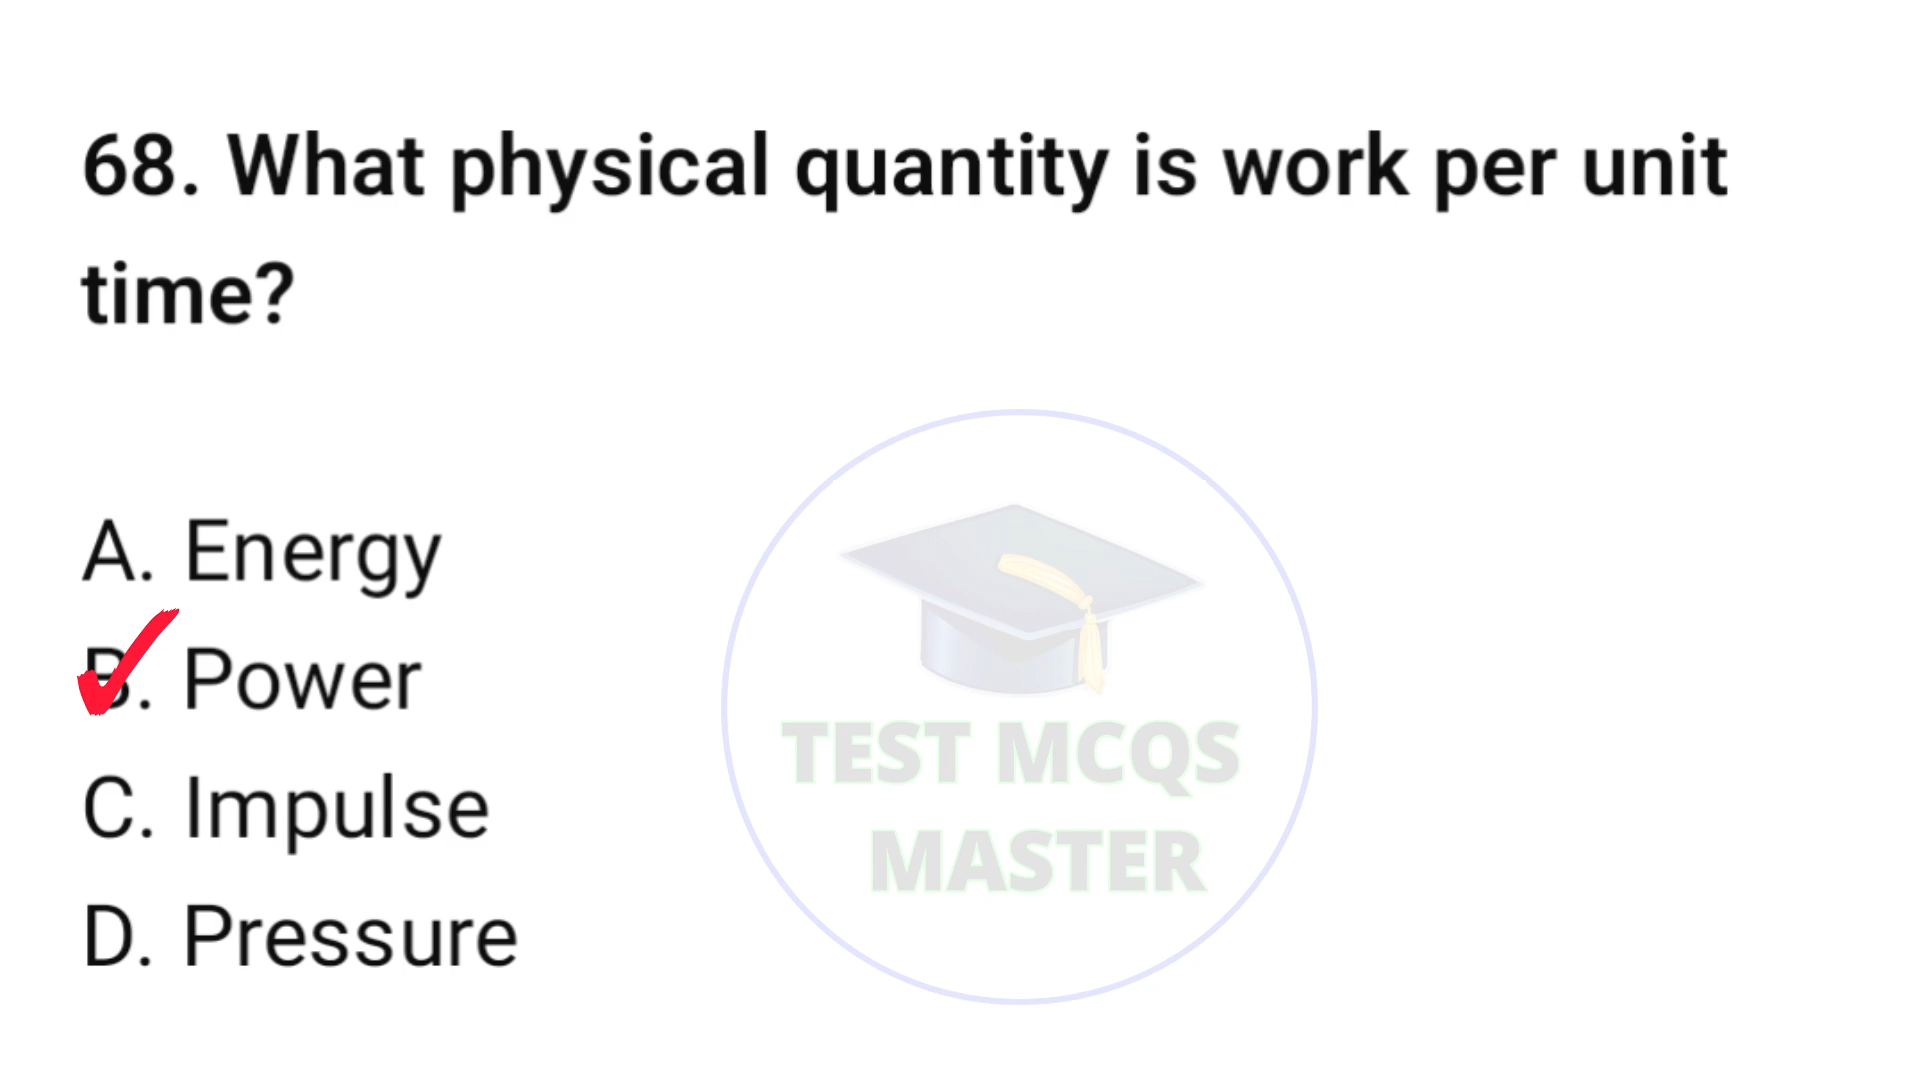 68. What physical quantity is work per unit
time?
A. Energy
B. Power
C. Impulse
D. Pressure
TEST MCQS
MASTER